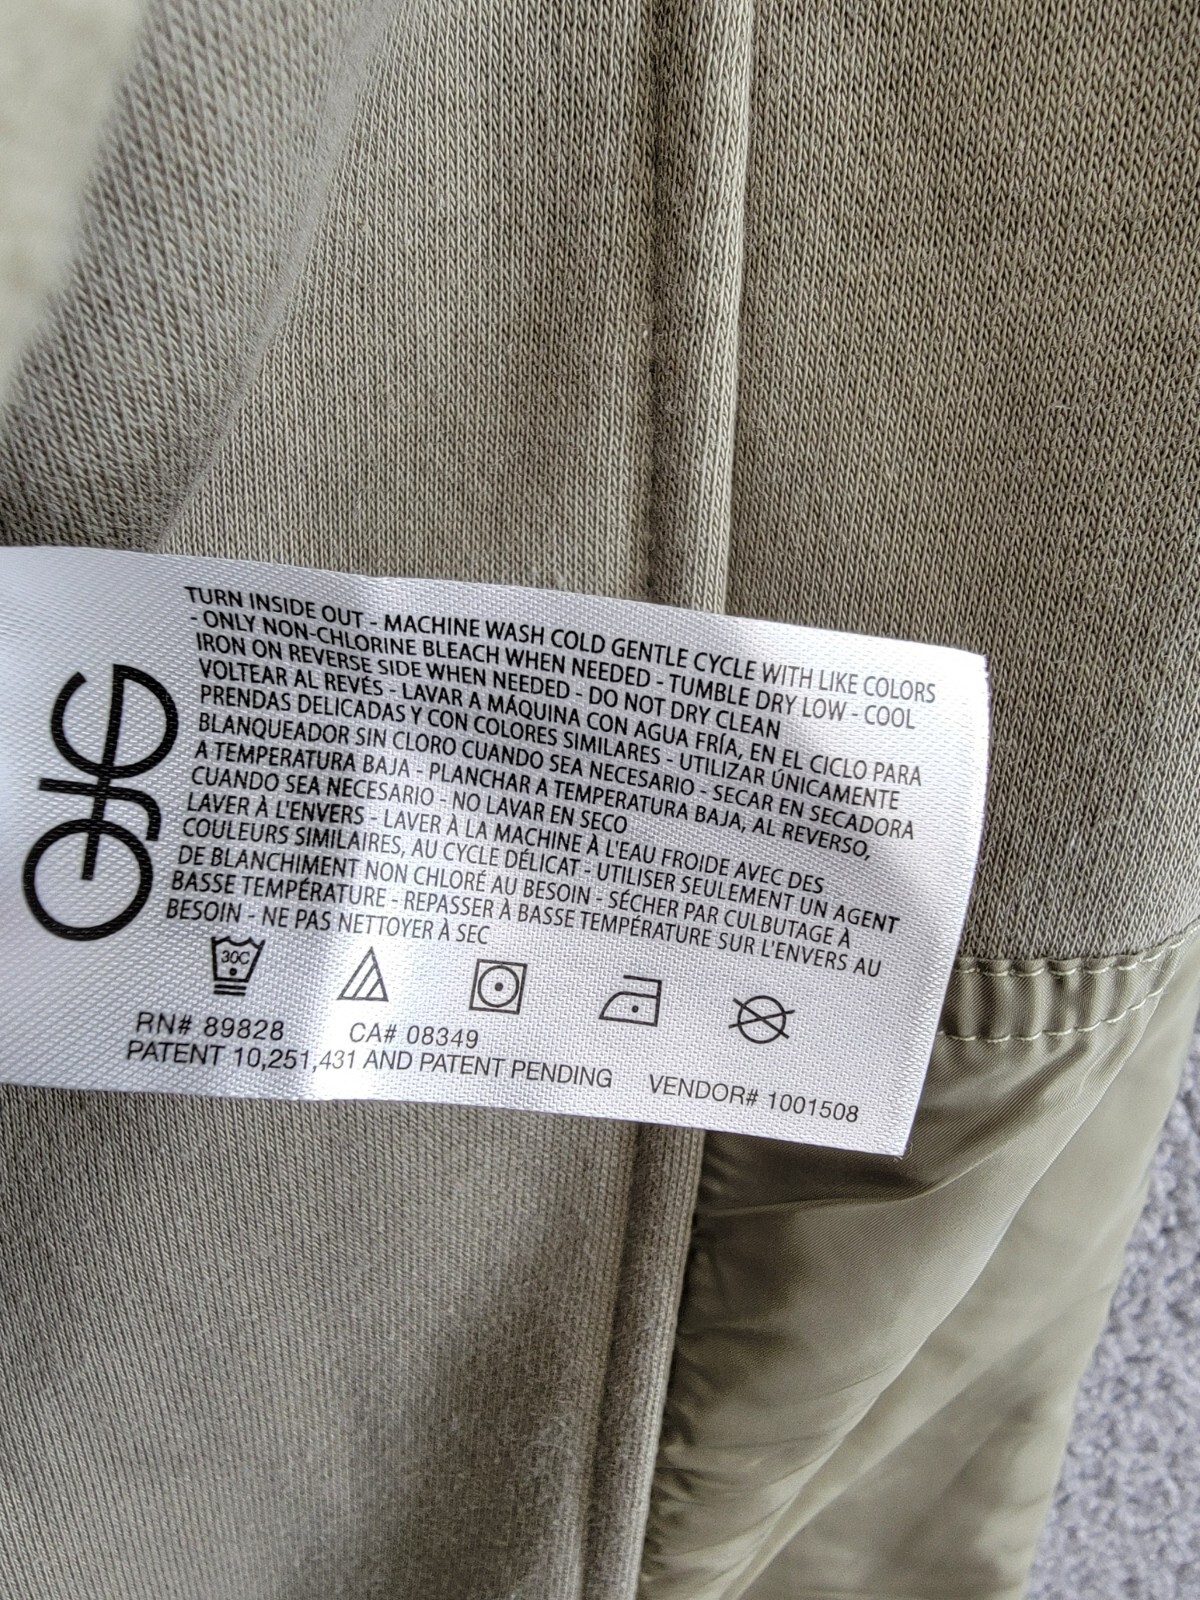 TURN INSIDE OUT - MACHINE WASH COLD GENTLE CYCLE WITH LIKE COLORS
- ONLY NON-CHLORINE BLEACH WHEN NEEDED - TUMBLE DRY LOW - COOL
IRON ON REVERSE SIDE WHEN NEEDED - DO NOT DRY CLEAN
VOLTEAR AL REVÉS - LAVAR A MÁQUINA CON AGUA FRÍA, EN EL CICLO PARA
PRENDAS DELICADAS Y CON COLORES SIMILARES - UTILIZAR ÚNICAMENTE
BLANQUEADOR SIN CLORO CUANDO SEA NECESARIO - SECAR EN SECADORA
A TEMPERATURA BAJA - PLANCHAR A TEMPERATURA BAJA, AL REVERSO,
CUANDO SEA NECESARIO - NO LAVAR EN SECO
LAVER À L'ENVERS - LAVER À LA MACHINE À L'EAU FROIDE AVEC DES
COULEURS SIMILAIRES, AU CYCLE DÉLICAT - UTILISER SEULEMENT UN AGENT
DE BLANCHIMENT NON CHLORÉ AU BESOIN - SÉCHER PAR CULBUTAGE À
BASSE TEMPÉRATURE - REPASSER À BASSE TEMPÉRATURE SUR L'ENVERS AU
BESOIN - NE PAS NETTOYER À SEC
30C
RN# 89828 CA# 08349
PATENT 10,251,431 AND PATENT PENDING VENDOR# 1001508